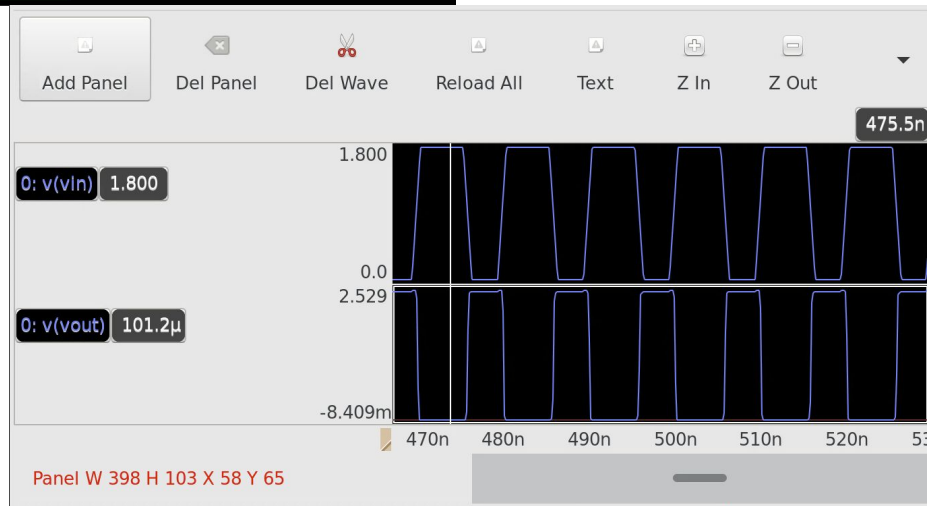 Add Panel Del Panel Del Wave Reload All Text Z In Z Out
475.5n
1.800
0: v(vin) 1.800
0.0
2.529
0: v(vout) 101.2μ
-8.409m
470n 480n 490n 500n 510n 520n 53
Panel W 398 H 103 X 58 Y 65